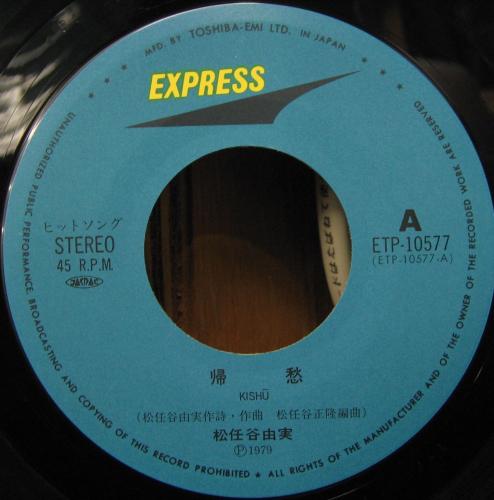 MFD. BY TOSHIBA-EMI LTD. IN JAPAN
EXPRESS
ヒットソング
STEREO
45 R.P.M.
JASRAC
A
ETP-10577
(ETP-10577-A)
帰愁
KISHŪ
(松任谷由実作詩・作曲 松任谷正隆編曲)
松任谷由実
Ⓟ1979
UNAUTHORIZED PUBLIC PERFORMANCE, BROADCASTING AND COPYING OF THIS RECORD PROHIBITED ★ ALL RIGHTS OF THE MANUFACTURER AND OF THE OWNER OF THE RECORDED WORK ARE RESERVED